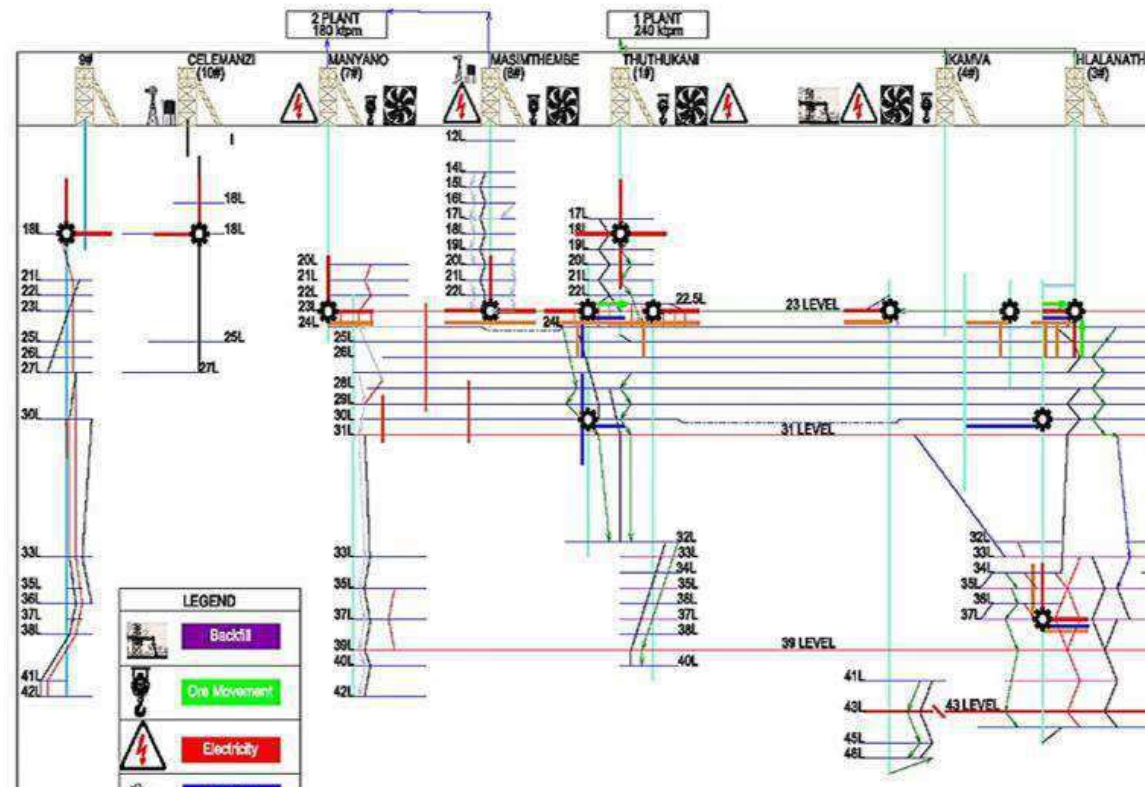 2 PLANT
180 ktpm
1 PLANT
240 ktpm
9#
CELEMANZI
(10#)
MANYANO
(7#)
MASIMTHEMBE
(8#)
THUTHUKANI
(1#)
IKAMVA
(4#)
HLALANATH
(3#)
12L
14L
15L
16L
17L
18L
19L
20L
21L
22L
17L
18L
19L
20L
21L
22L
22.5L
24L
18L
18L
25L
27L
18L
21L
22L
23L
25L
26L
27L
30L
33L
35L
36L
37L
38L
41L
42L
20L
21L
22L
23L
24L
25L
26L
28L
29L
30L
31L
33L
35L
37L
39L
40L
42L
23 LEVEL
31 LEVEL
39 LEVEL
43 LEVEL
32L
33L
34L
35L
36L
37L
38L
40L
32L
33L
34L
35L
36L
37L
41L
43L
45L
46L
LEGEND
Backfill
Ore Movement
Electricity